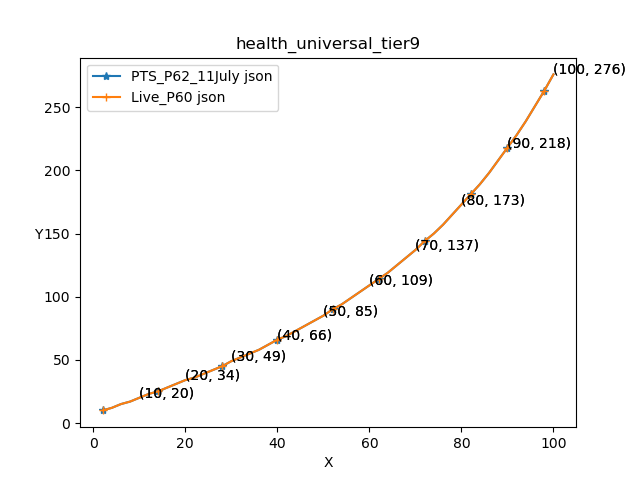 health_universal_tier9
PTS_P62_11July json
Live_P60 json
(100, 276)
(90, 218)
(80, 173)
(70, 137)
(60, 109)
(50, 85)
(40, 66)
(30, 49)
(20, 34)
(10, 20)
250
200
Y150
100
50
0
0 20 40 60 80 100
X